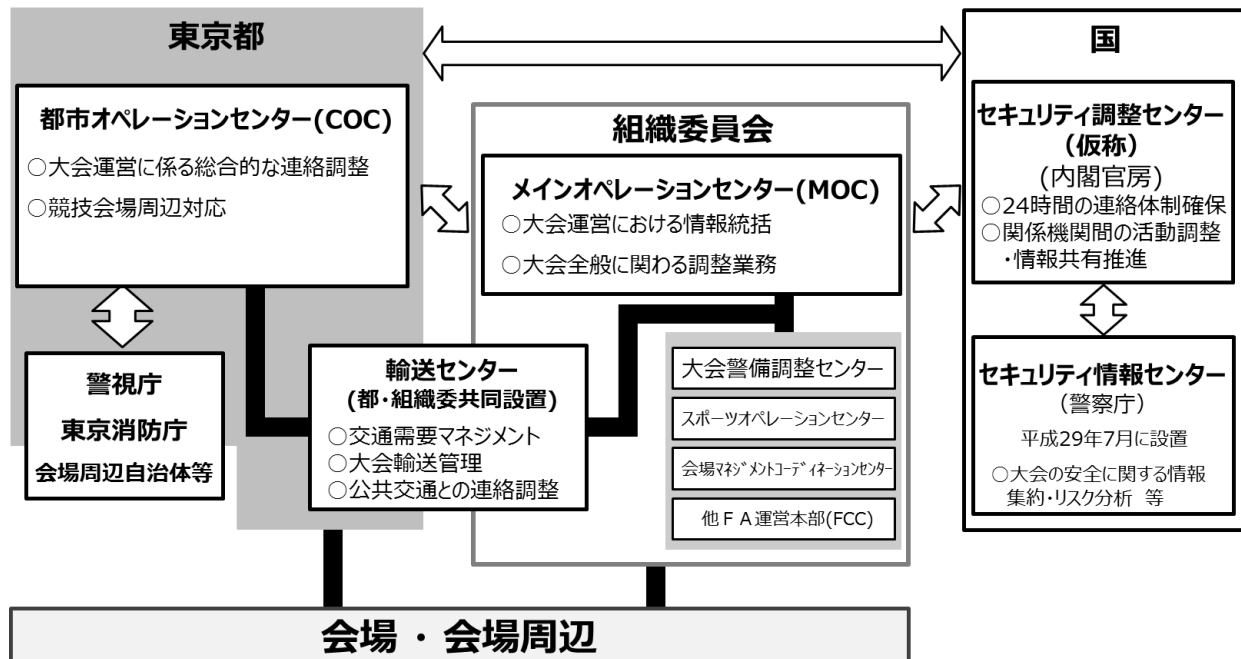 東京都
都市オペレーションセンター(COC)
○大会運営に係る総合的な連絡調整
○競技会場周辺対応
警視庁
東京消防庁
会場周辺自治体等
輸送センター
(都・組織委共同設置)
○交通需要マネジメント
○大会輸送管理
○公共交通との連絡調整
組織委員会
メインオペレーションセンター(MOC)
○大会運営における情報統括
○大会全般に関わる調整業務
大会警備調整センター
スポーツオペレーションセンター
会場マネジメントコーディネーションセンター
他ＦＡ運営本部(FCC)
国
セキュリティ調整センター
(仮称)
(内閣官房)
○24時間の連絡体制確保
○関係機関間の活動調整
・情報共有推進
セキュリティ情報センター
(警察庁)
平成29年7月に設置
○大会の安全に関する情報
集約・リスク分析 等
会場・会場周辺